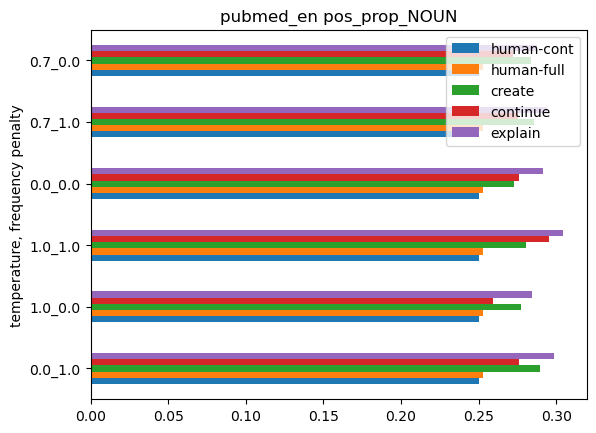 pubmed_en pos_prop_NOUN
temperature, frequency penalty
0.7_0.0
0.7_1.0
0.0_0.0
1.0_1.0
1.0_0.0
0.0_1.0
human-cont
human-full
create
continue
explain
0.00 0.05 0.10 0.15 0.20 0.25 0.30